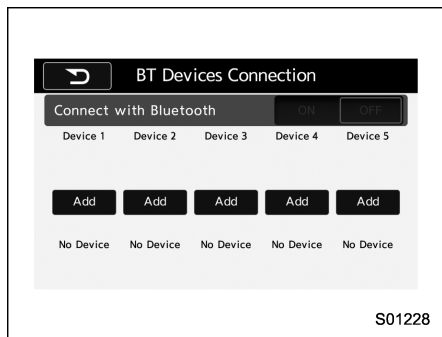 BT Devices Connection
Connect with Bluetooth ON OFF
Device 1 Device 2 Device 3 Device 4 Device 5
Add Add Add Add Add
No Device No Device No Device No Device No Device
S01228